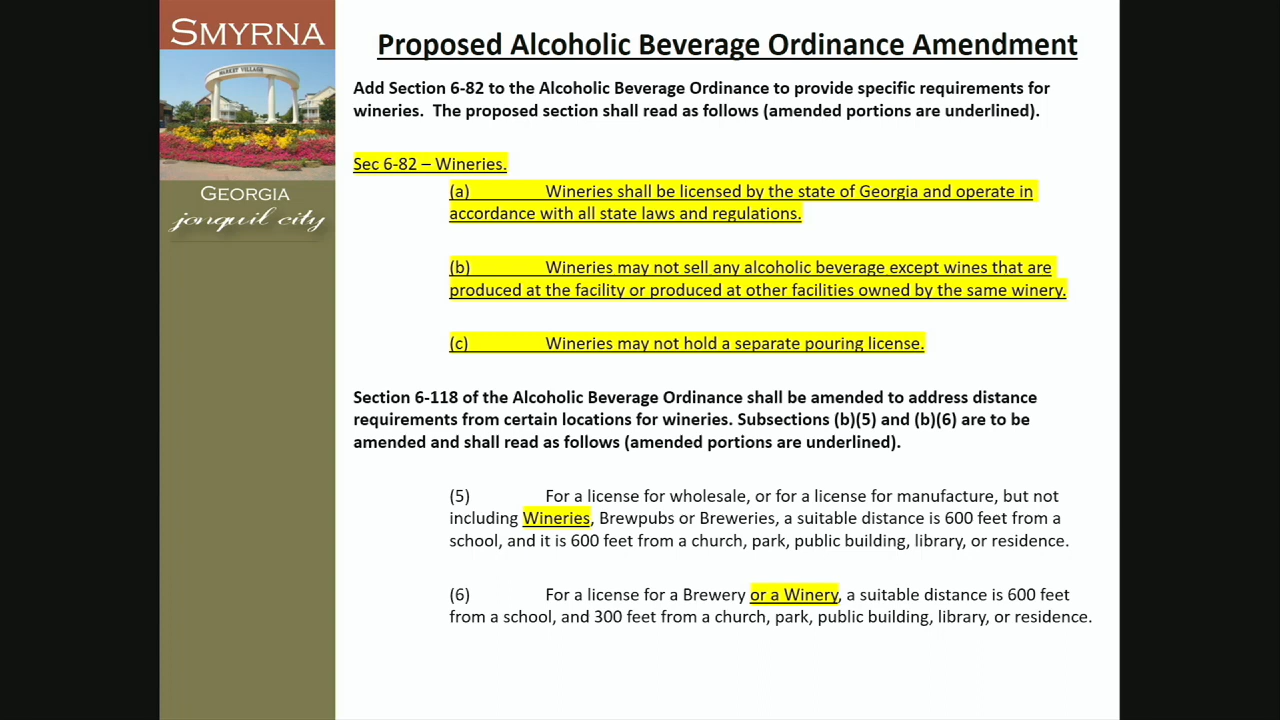 SMYRNA
MARKET VILLAGE
GEORGIA
jonquil city
Proposed Alcoholic Beverage Ordinance Amendment
Add Section 6-82 to the Alcoholic Beverage Ordinance to provide specific requirements for
wineries. The proposed section shall read as follows (amended portions are underlined).
Sec 6-82 – Wineries.
(a) Wineries shall be licensed by the state of Georgia and operate in
accordance with all state laws and regulations.
(b) Wineries may not sell any alcoholic beverage except wines that are
produced at the facility or produced at other facilities owned by the same winery.
(c) Wineries may not hold a separate pouring license.
Section 6-118 of the Alcoholic Beverage Ordinance shall be amended to address distance
requirements from certain locations for wineries. Subsections (b)(5) and (b)(6) are to be
amended and shall read as follows (amended portions are underlined).
(5) For a license for wholesale, or for a license for manufacture, but not
including Wineries, Brewpubs or Breweries, a suitable distance is 600 feet from a
school, and it is 600 feet from a church, park, public building, library, or residence.
(6) For a license for a Brewery or a Winery, a suitable distance is 600 feet
from a school, and 300 feet from a church, park, public building, library, or residence.